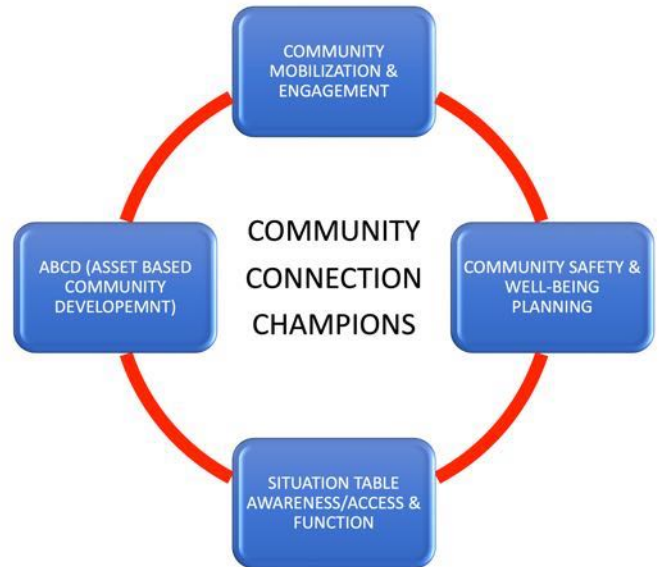 COMMUNITY
MOBILIZATION &
ENGAGEMENT
ABCD (ASSET BASED
COMMUNITY
DEVELOPEMNT)
COMMUNITY
CONNECTION
CHAMPIONS
COMMUNITY SAFETY &
WELL-BEING
PLANNING
SITUATION TABLE
AWARENESS/ACCESS &
FUNCTION